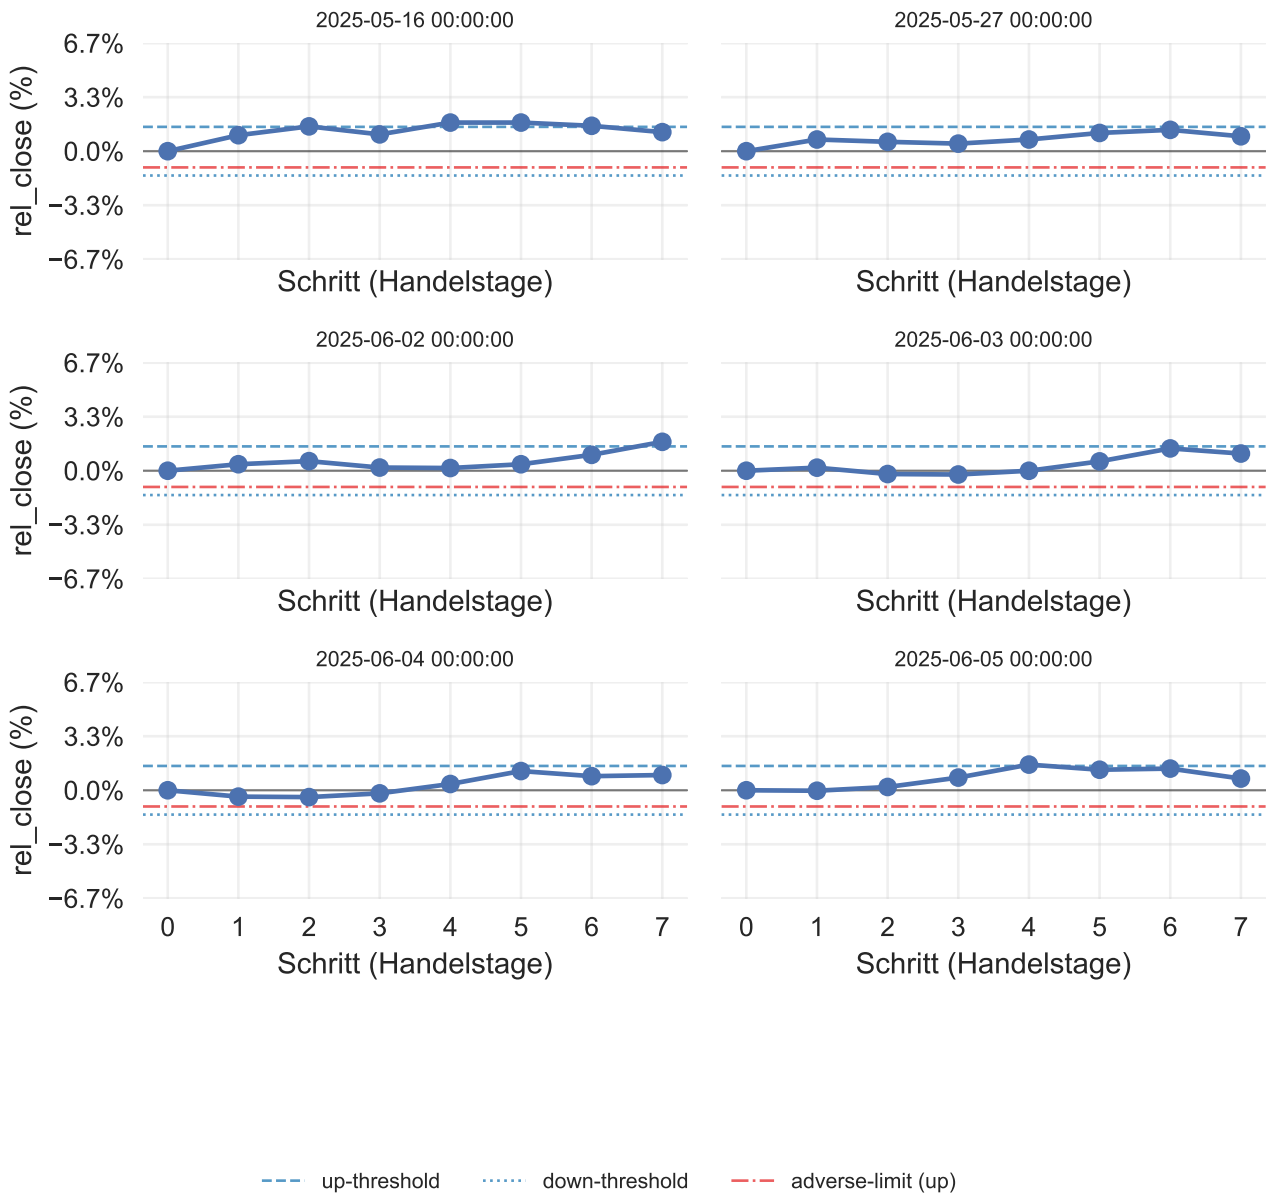 2025-05-16 00:00:00
2025-05-27 00:00:00
6.7%
3.3%
0.0%
−3.3%
−6.7%
rel_close (%)
Schritt (Handelstage)
Schritt (Handelstage)
2025-06-02 00:00:00
2025-06-03 00:00:00
6.7%
3.3%
0.0%
−3.3%
−6.7%
rel_close (%)
Schritt (Handelstage)
Schritt (Handelstage)
2025-06-04 00:00:00
2025-06-05 00:00:00
6.7%
3.3%
0.0%
−3.3%
−6.7%
rel_close (%)
0 1 2 3 4 5 6 7
0 1 2 3 4 5 6 7
Schritt (Handelstage)
Schritt (Handelstage)
up-threshold down-threshold adverse-limit (up)